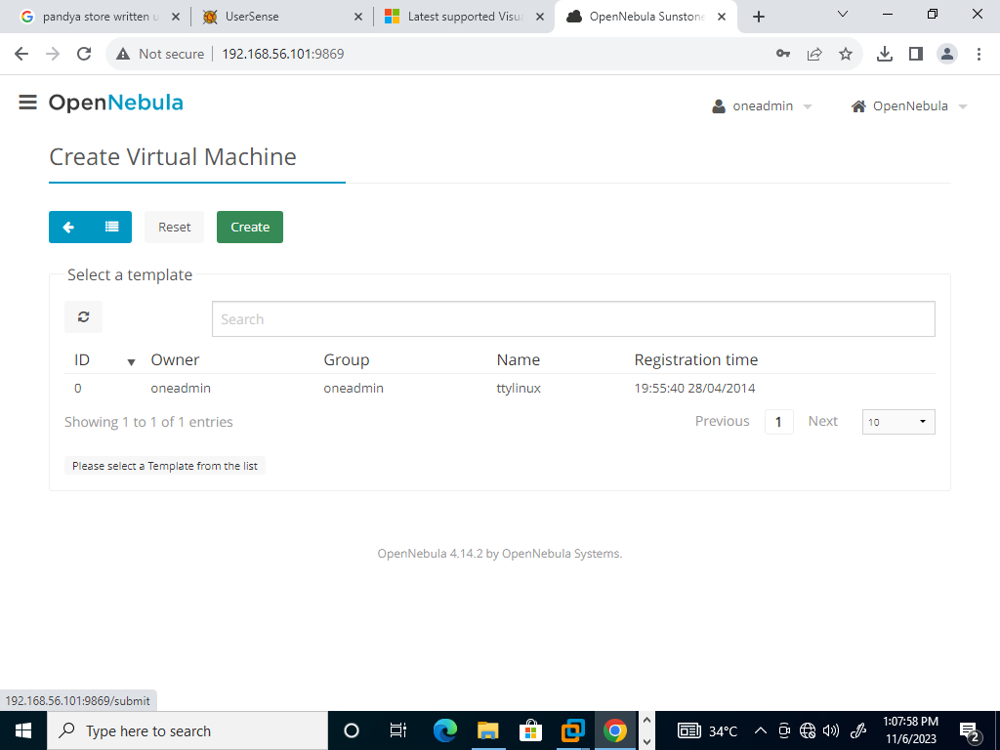 pandya store written u
UserSense
Latest supported Visua
OpenNebula Sunstone
Not secure
192.168.56.101:9869
OpenNebula
oneadmin
OpenNebula
Create Virtual Machine
Reset
Create
Select a template
Search
ID Owner Group Name Registration time
0 oneadmin oneadmin ttylinux 19:55:40 28/04/2014
Showing 1 to 1 of 1 entries
Previous 1 Next 10
Please select a Template from the list
OpenNebula 4.14.2 by OpenNebula Systems.
192.168.56.101:9869/submit
Type here to search
34°C
1:07:58 PM
11/6/2023
2